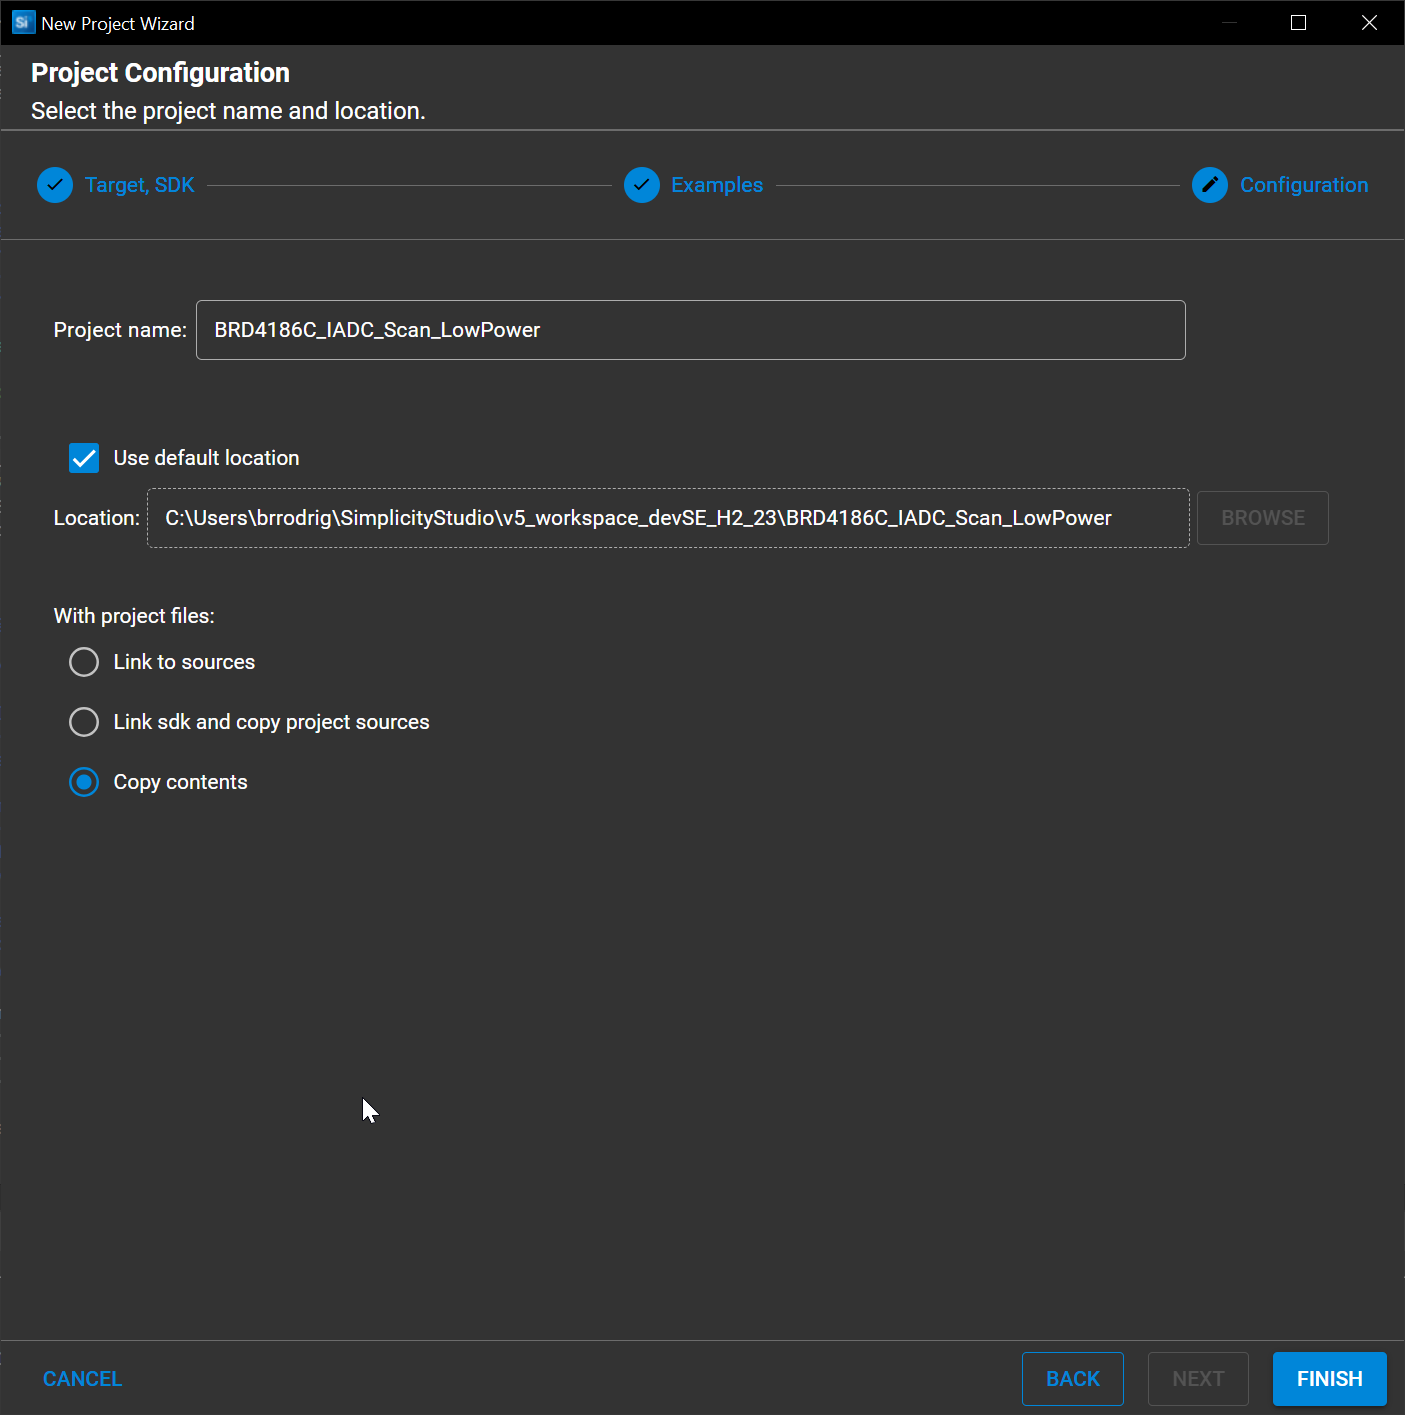 Si
New Project Wizard
Project Configuration
Select the project name and location.
Target, SDK
Examples
Configuration
Project name: BRD4186C_IADC_Scan_LowPower
Use default location
Location: C:\Users\brrodrig\SimplicityStudio\v5_workspace_devSE_H2_23\BRD4186C_IADC_Scan_LowPower BROWSE
With project files:
Link to sources
Link sdk and copy project sources
Copy contents
CANCEL BACK NEXT FINISH